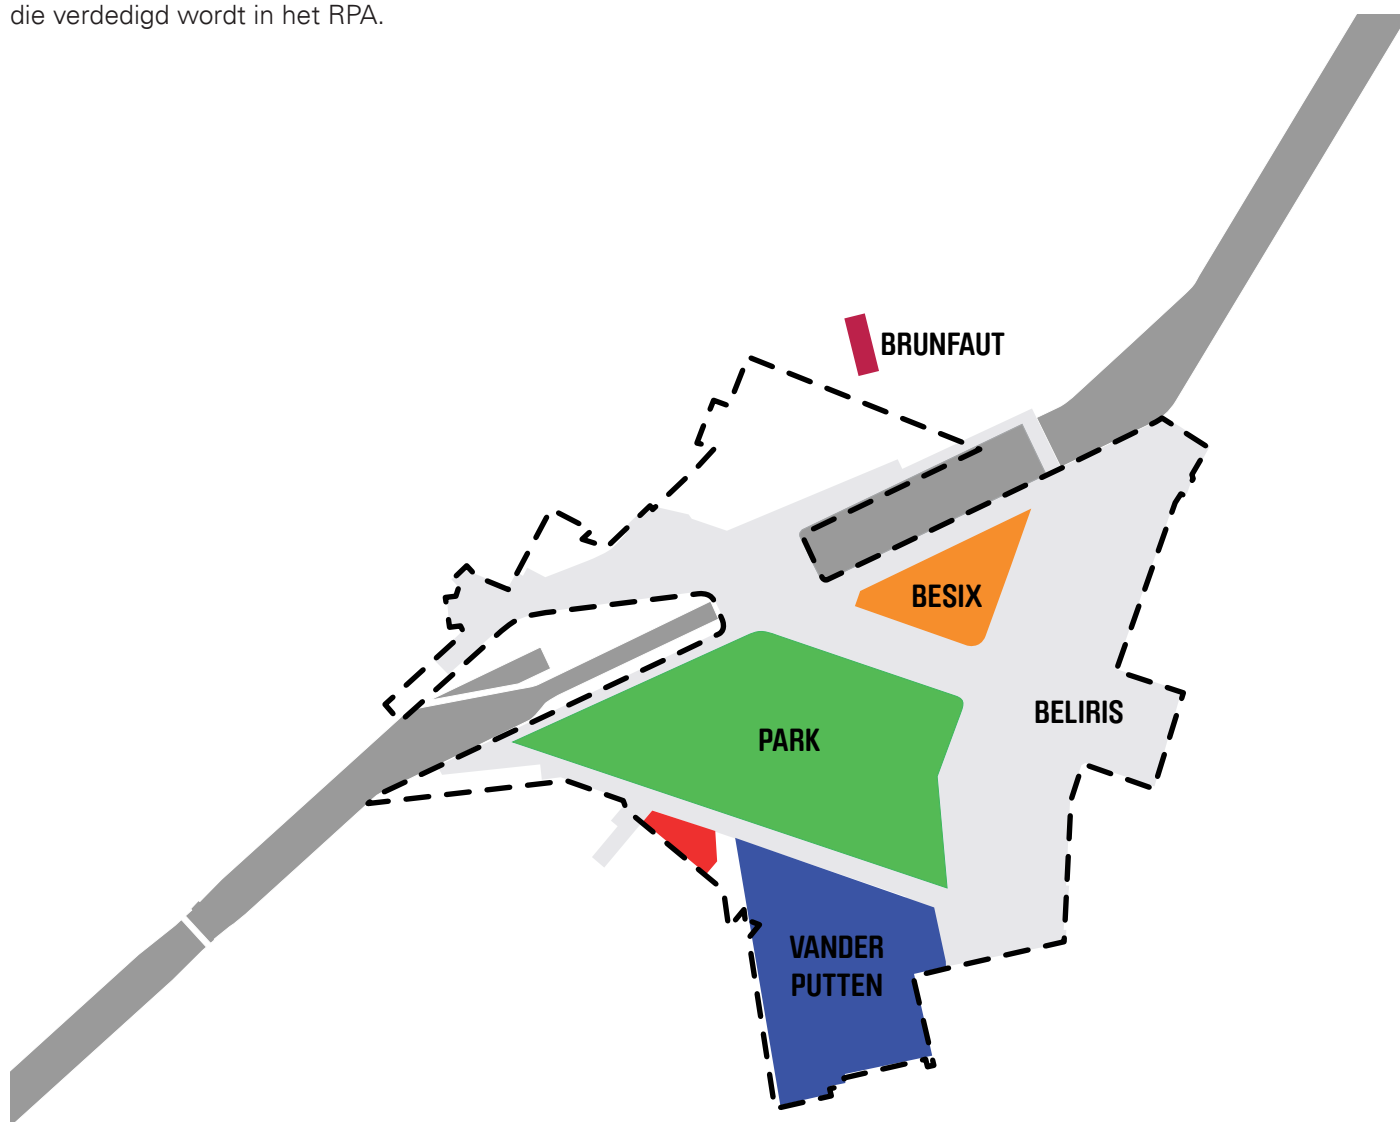 die verdedigd wordt in het RPA.
BRUNFAUT
BESIX
BELIRIS
PARK
VANDER
PUTTEN